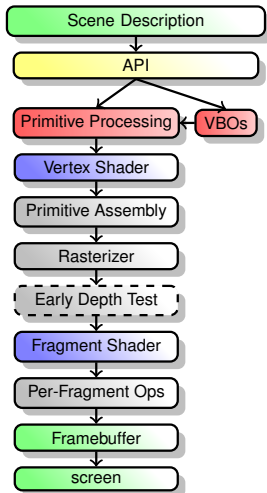 Scene Description
API
Primitive Processing
VBOs
Vertex Shader
Primitive Assembly
Rasterizer
Early Depth Test
Fragment Shader
Per-Fragment Ops
Framebuffer
screen